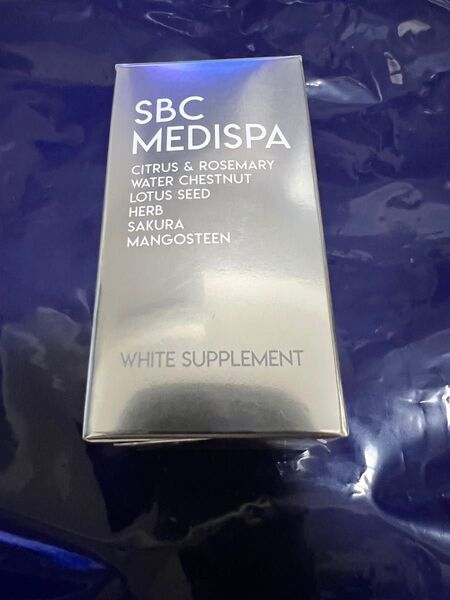 SBC
MEDISPA
CITRUS & ROSEMARY
WATER CHESTNUT
LOTUS SEED
HERB
SAKURA
MANGOSTEEN
WHITE SUPPLEMENT